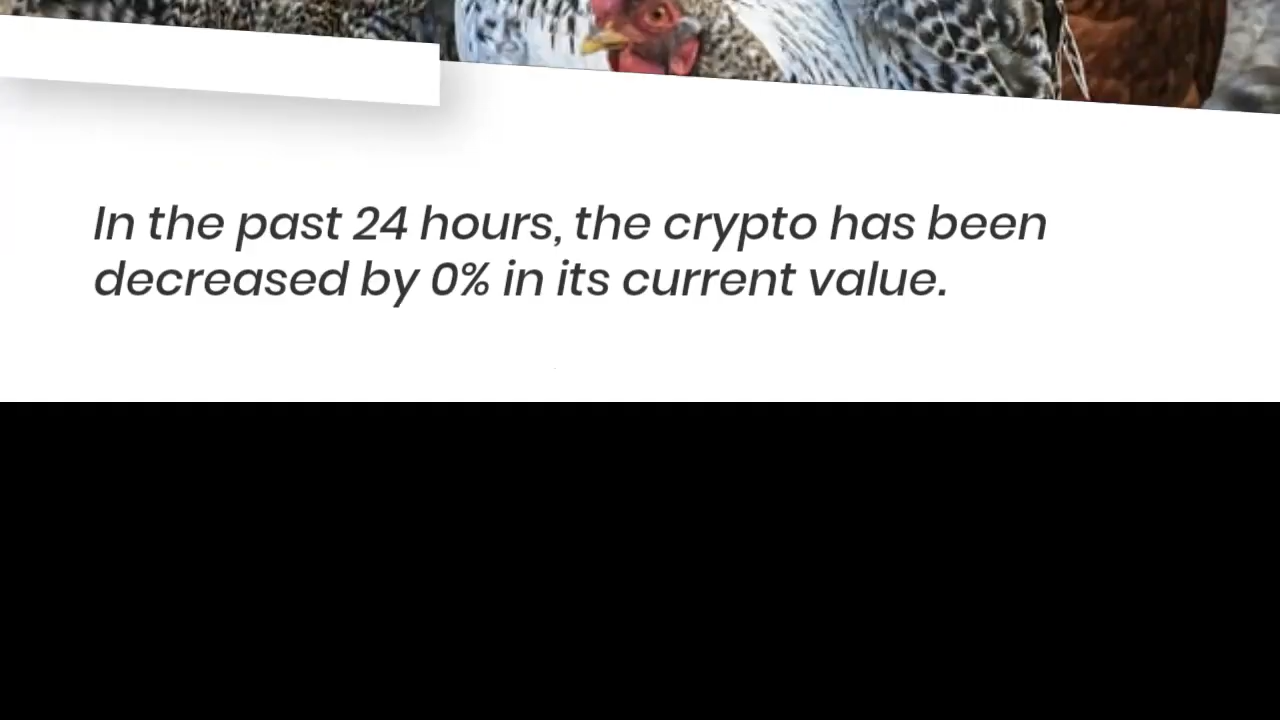 In the past 24 hours, the crypto has been
decreased by 0% in its current value.